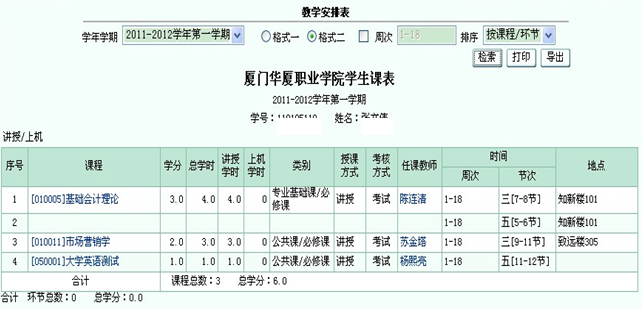 教学安排表
学年学期 2011-2012学年第一学期 格式一 格式二 周次 1-18 排序 按课程/环节
检索 打印 导出
厦门华厦职业学院学生课表
2011-2012学年第一学期
学号： 姓名：
讲授/上机
序号 课程 学分 总学时 讲授学时 上机学时 类别 授课方式 考核方式 任课教师 时间 地点
周次 节次
1 [010005]基础会计理论 3.0 4.0 4.0 0 专业基础课/必修课 讲授 考试 陈连清 1-18 三[7-8节] 知新楼101
2 1-18 五[5-6节] 知新楼101
3 [010011]市场营销学 2.0 3.0 3.0 0 公共课/必修课 讲授 考试 苏金塔 1-18 三[9-11节] 致远楼305
4 [050001]大学英语测试 1.0 1.0 1.0 0 公共课/必修课 讲授 考试 杨熙亮 1-18 五[11-12节]
合计 课程总数：3 总学分：6.0
合计 环节总数：0 总学分：0.0